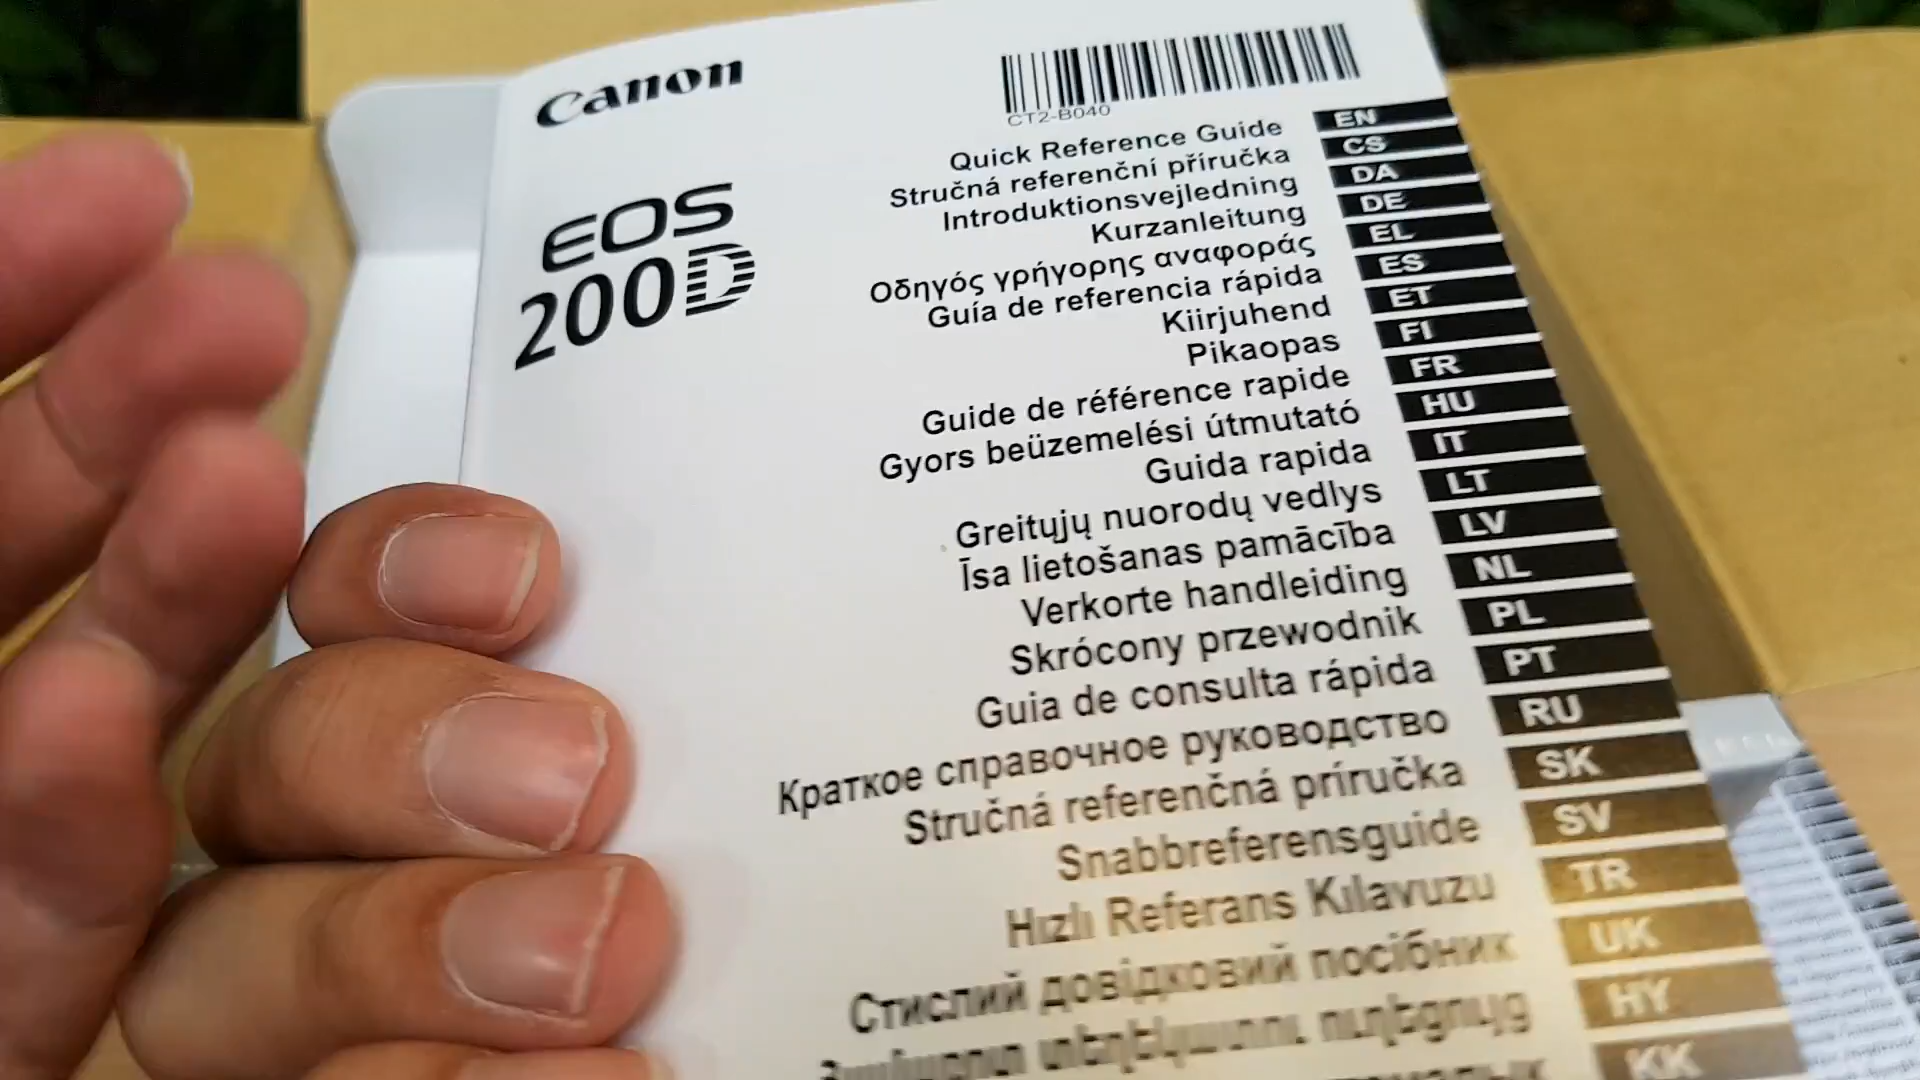 Canon
CT2-B040
EOS
200D
Quick Reference Guide EN
Stručná referenční příručka CS
Introduktionsvejledning DA
Kurzanleitung DE
Οδηγός γρήγορης αναφοράς EL
Guía de referencia rápida ES
Kiirjuhend ET
Pikaopas FI
Guide de référence rapide FR
Gyors beüzemelési útmutató HU
Guida rapida IT
Greitųjų nuorodų vedlys LT
Īsa lietošanas pamācība LV
Verkorte handleiding NL
Skrócony przewodnik PL
Guia de consulta rápida PT
Краткое справочное руководство RU
Stručná referenčná príručka SK
Snabbreferensguide SV
Hızlı Referans Kılavuzu TR
Стислий довідковий посібник UK
HY
KK